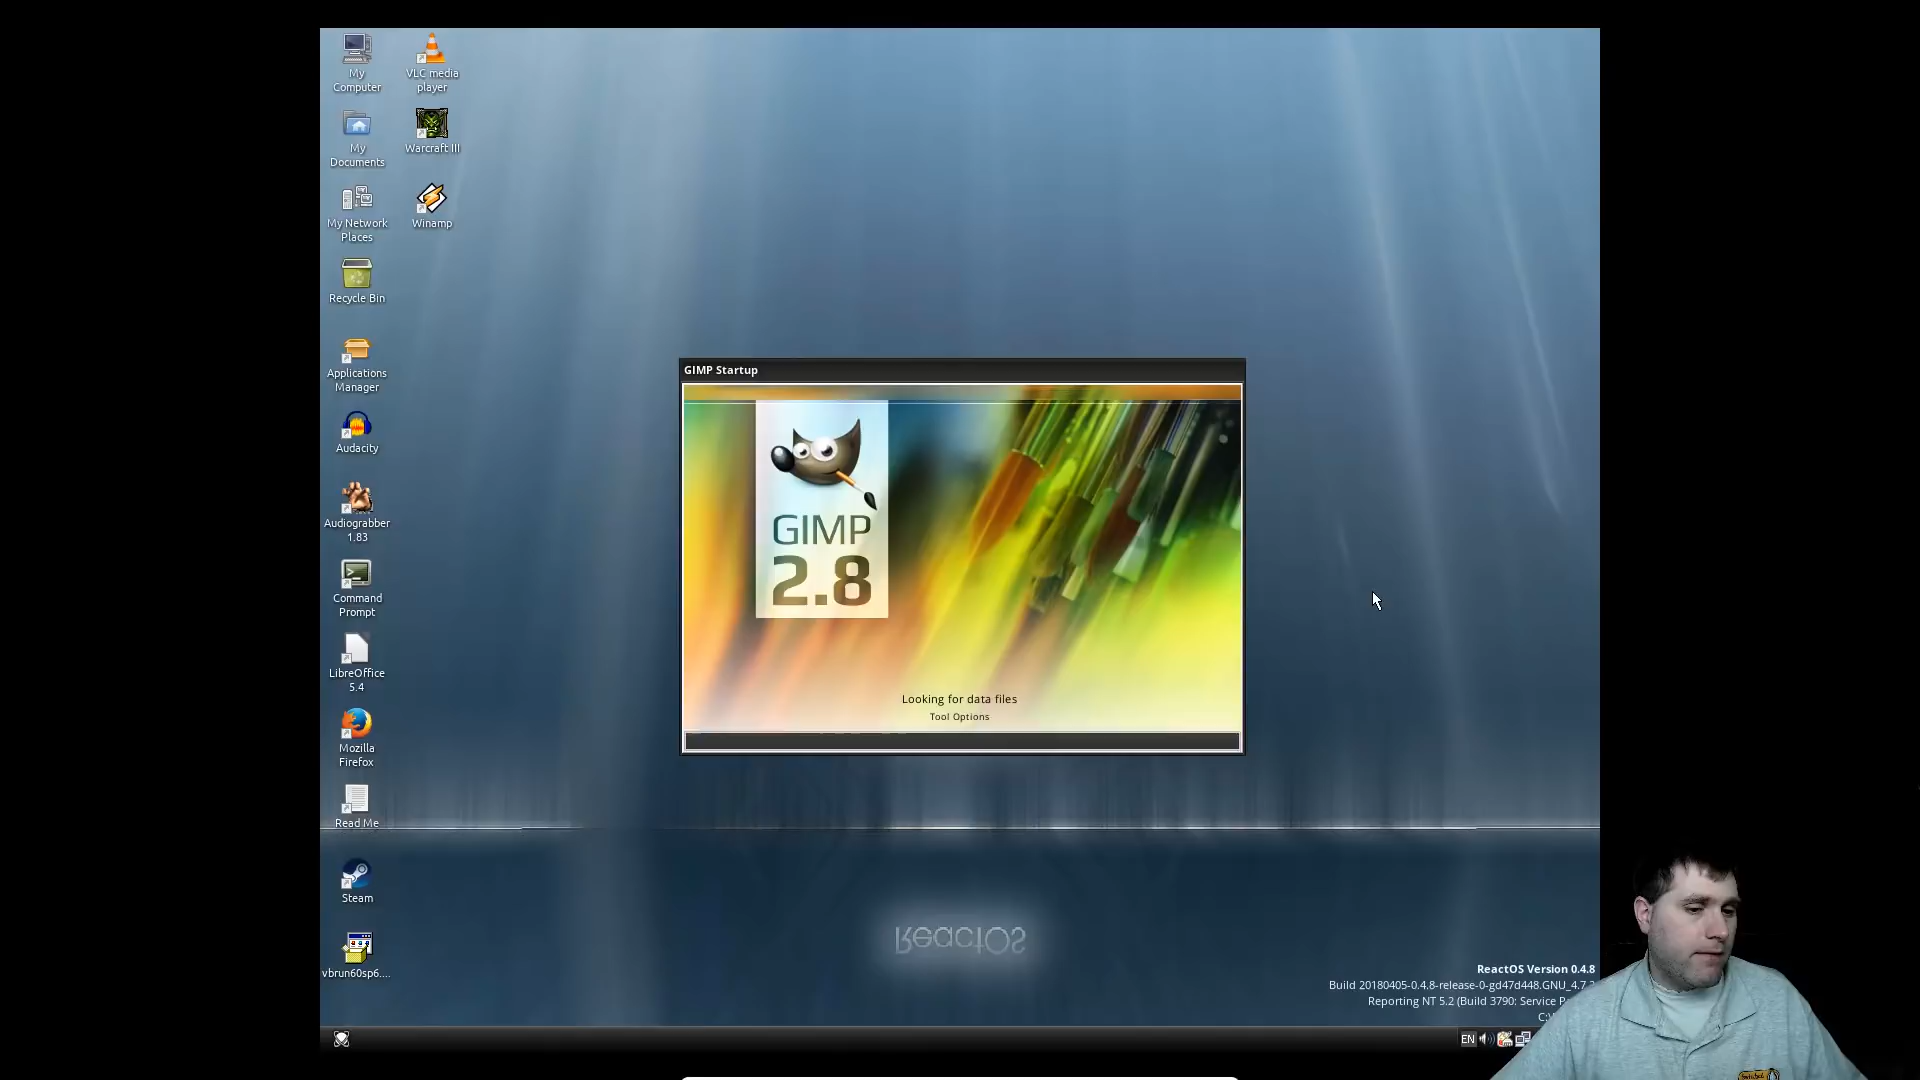 My
Computer
VLC media
player
My
Documents
Warcraft III
My Network
Places
Winamp
Recycle Bin
Applications
Manager
Audacity
Audiograbber
1.83
Command
Prompt
LibreOffice
5.4
Mozilla
Firefox
Read Me
Steam
vbrun60sp6....
GIMP Startup
GIMP
2.8
Looking for data files
Tool Options
ReactOS
ReactOS Version 0.4.8
Build 20180405-0.4.8-release-0-gd47d448.GNU_4.7.
Reporting NT 5.2 (Build 3790: Service
C:\
EN